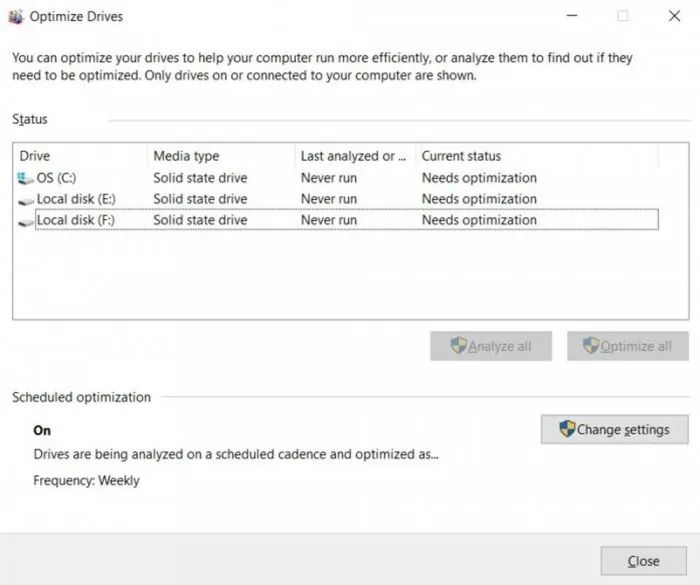 Optimize Drives
You can optimize your drives to help your computer run more efficiently, or analyze them to find out if they
need to be optimized. Only drives on or connected to your computer are shown.
Status
Drive Media type Last analyzed or ... Current status
OS (C:) Solid state drive Never run Needs optimization
Local disk (E:) Solid state drive Never run Needs optimization
Local disk (F:) Solid state drive Never run Needs optimization
Analyze all Optimize all
Scheduled optimization
On
Change settings
Drives are being analyzed on a scheduled cadence and optimized as...
Frequency: Weekly
Close